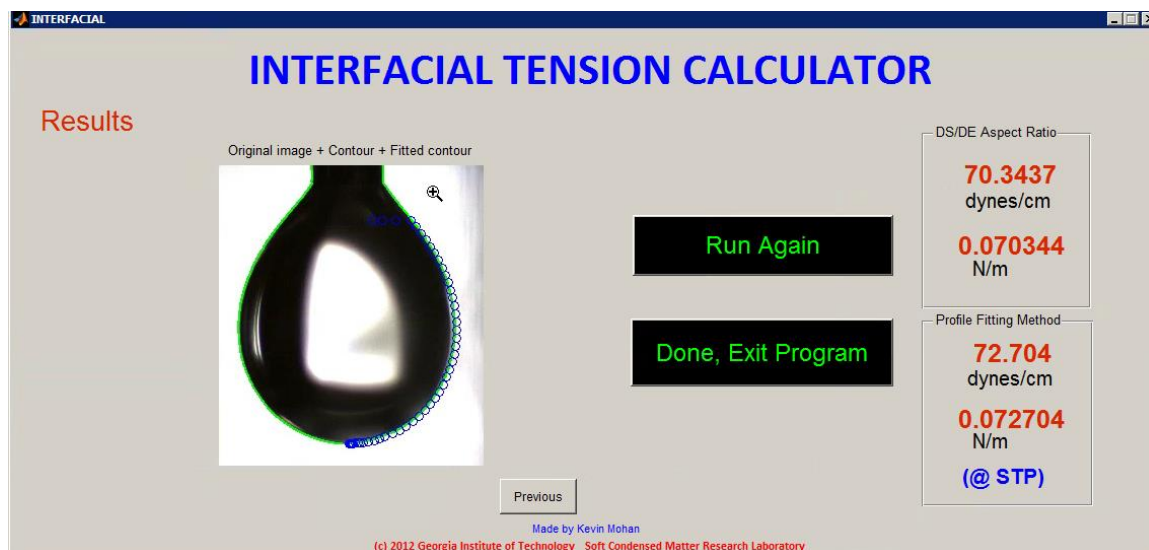 INTERFACIAL
INTERFACIAL TENSION CALCULATOR
Results
Original image + Contour + Fitted contour
Run Again
Done, Exit Program
DS/DE Aspect Ratio
70.3437
dynes/cm
0.070344
N/m
Profile Fitting Method
72.704
dynes/cm
0.072704
N/m
(@ STP)
Previous
Made by Kevin Mohan
(c) 2012 Georgia Institute of Technology Soft Condensed Matter Research Laboratory